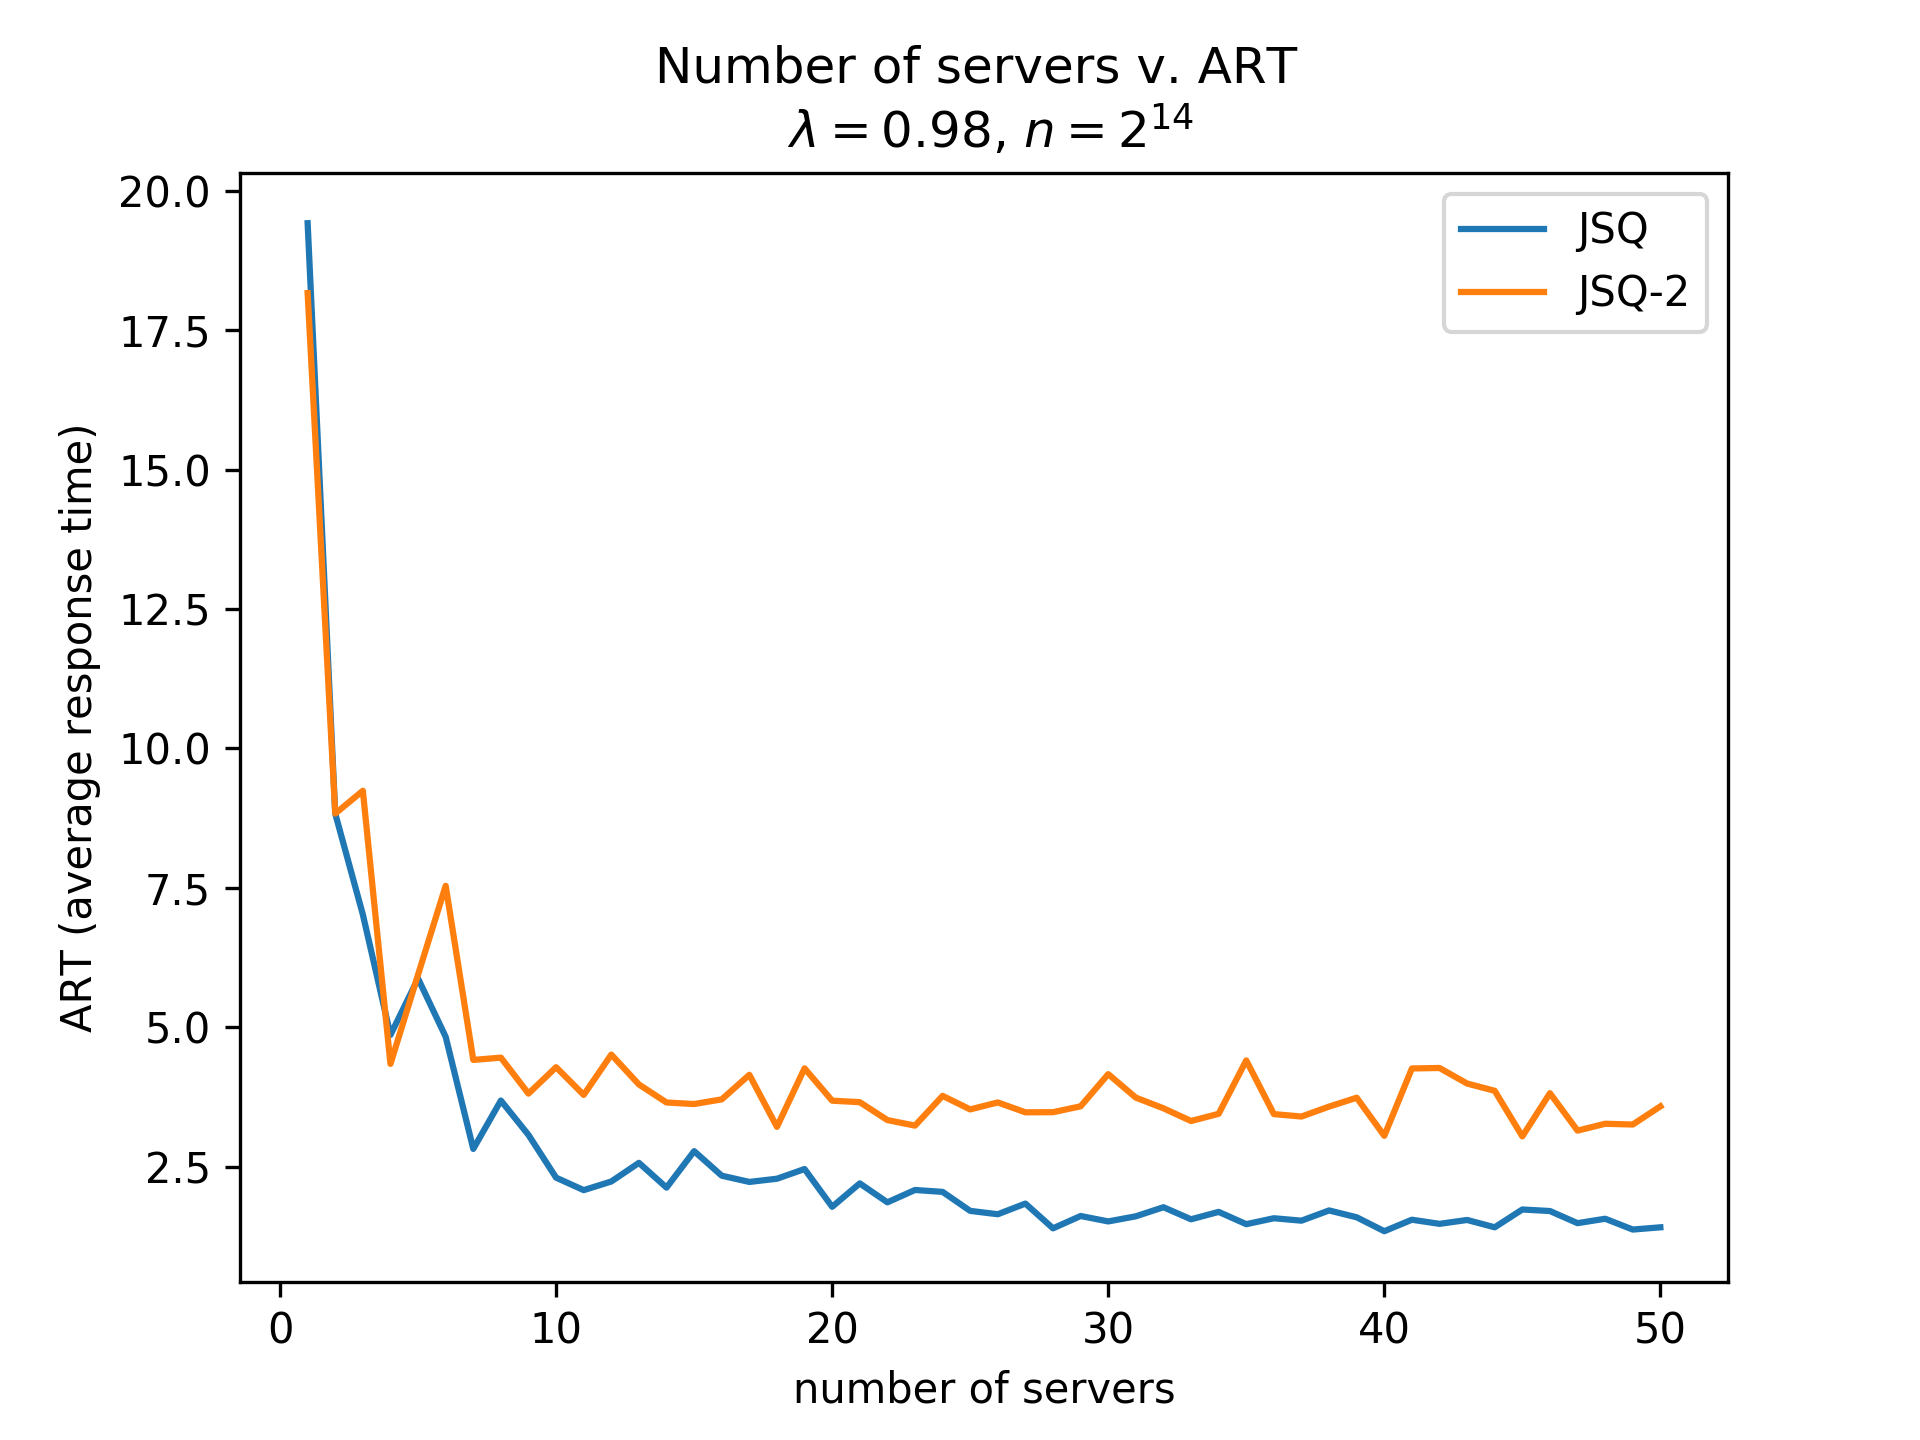 Number of servers v. ART
λ = 0.98, n = 2¹⁴
JSQ
JSQ-2
20.0
17.5
15.0
12.5
10.0
7.5
5.0
2.5
ART (average response time)
0 10 20 30 40 50
number of servers